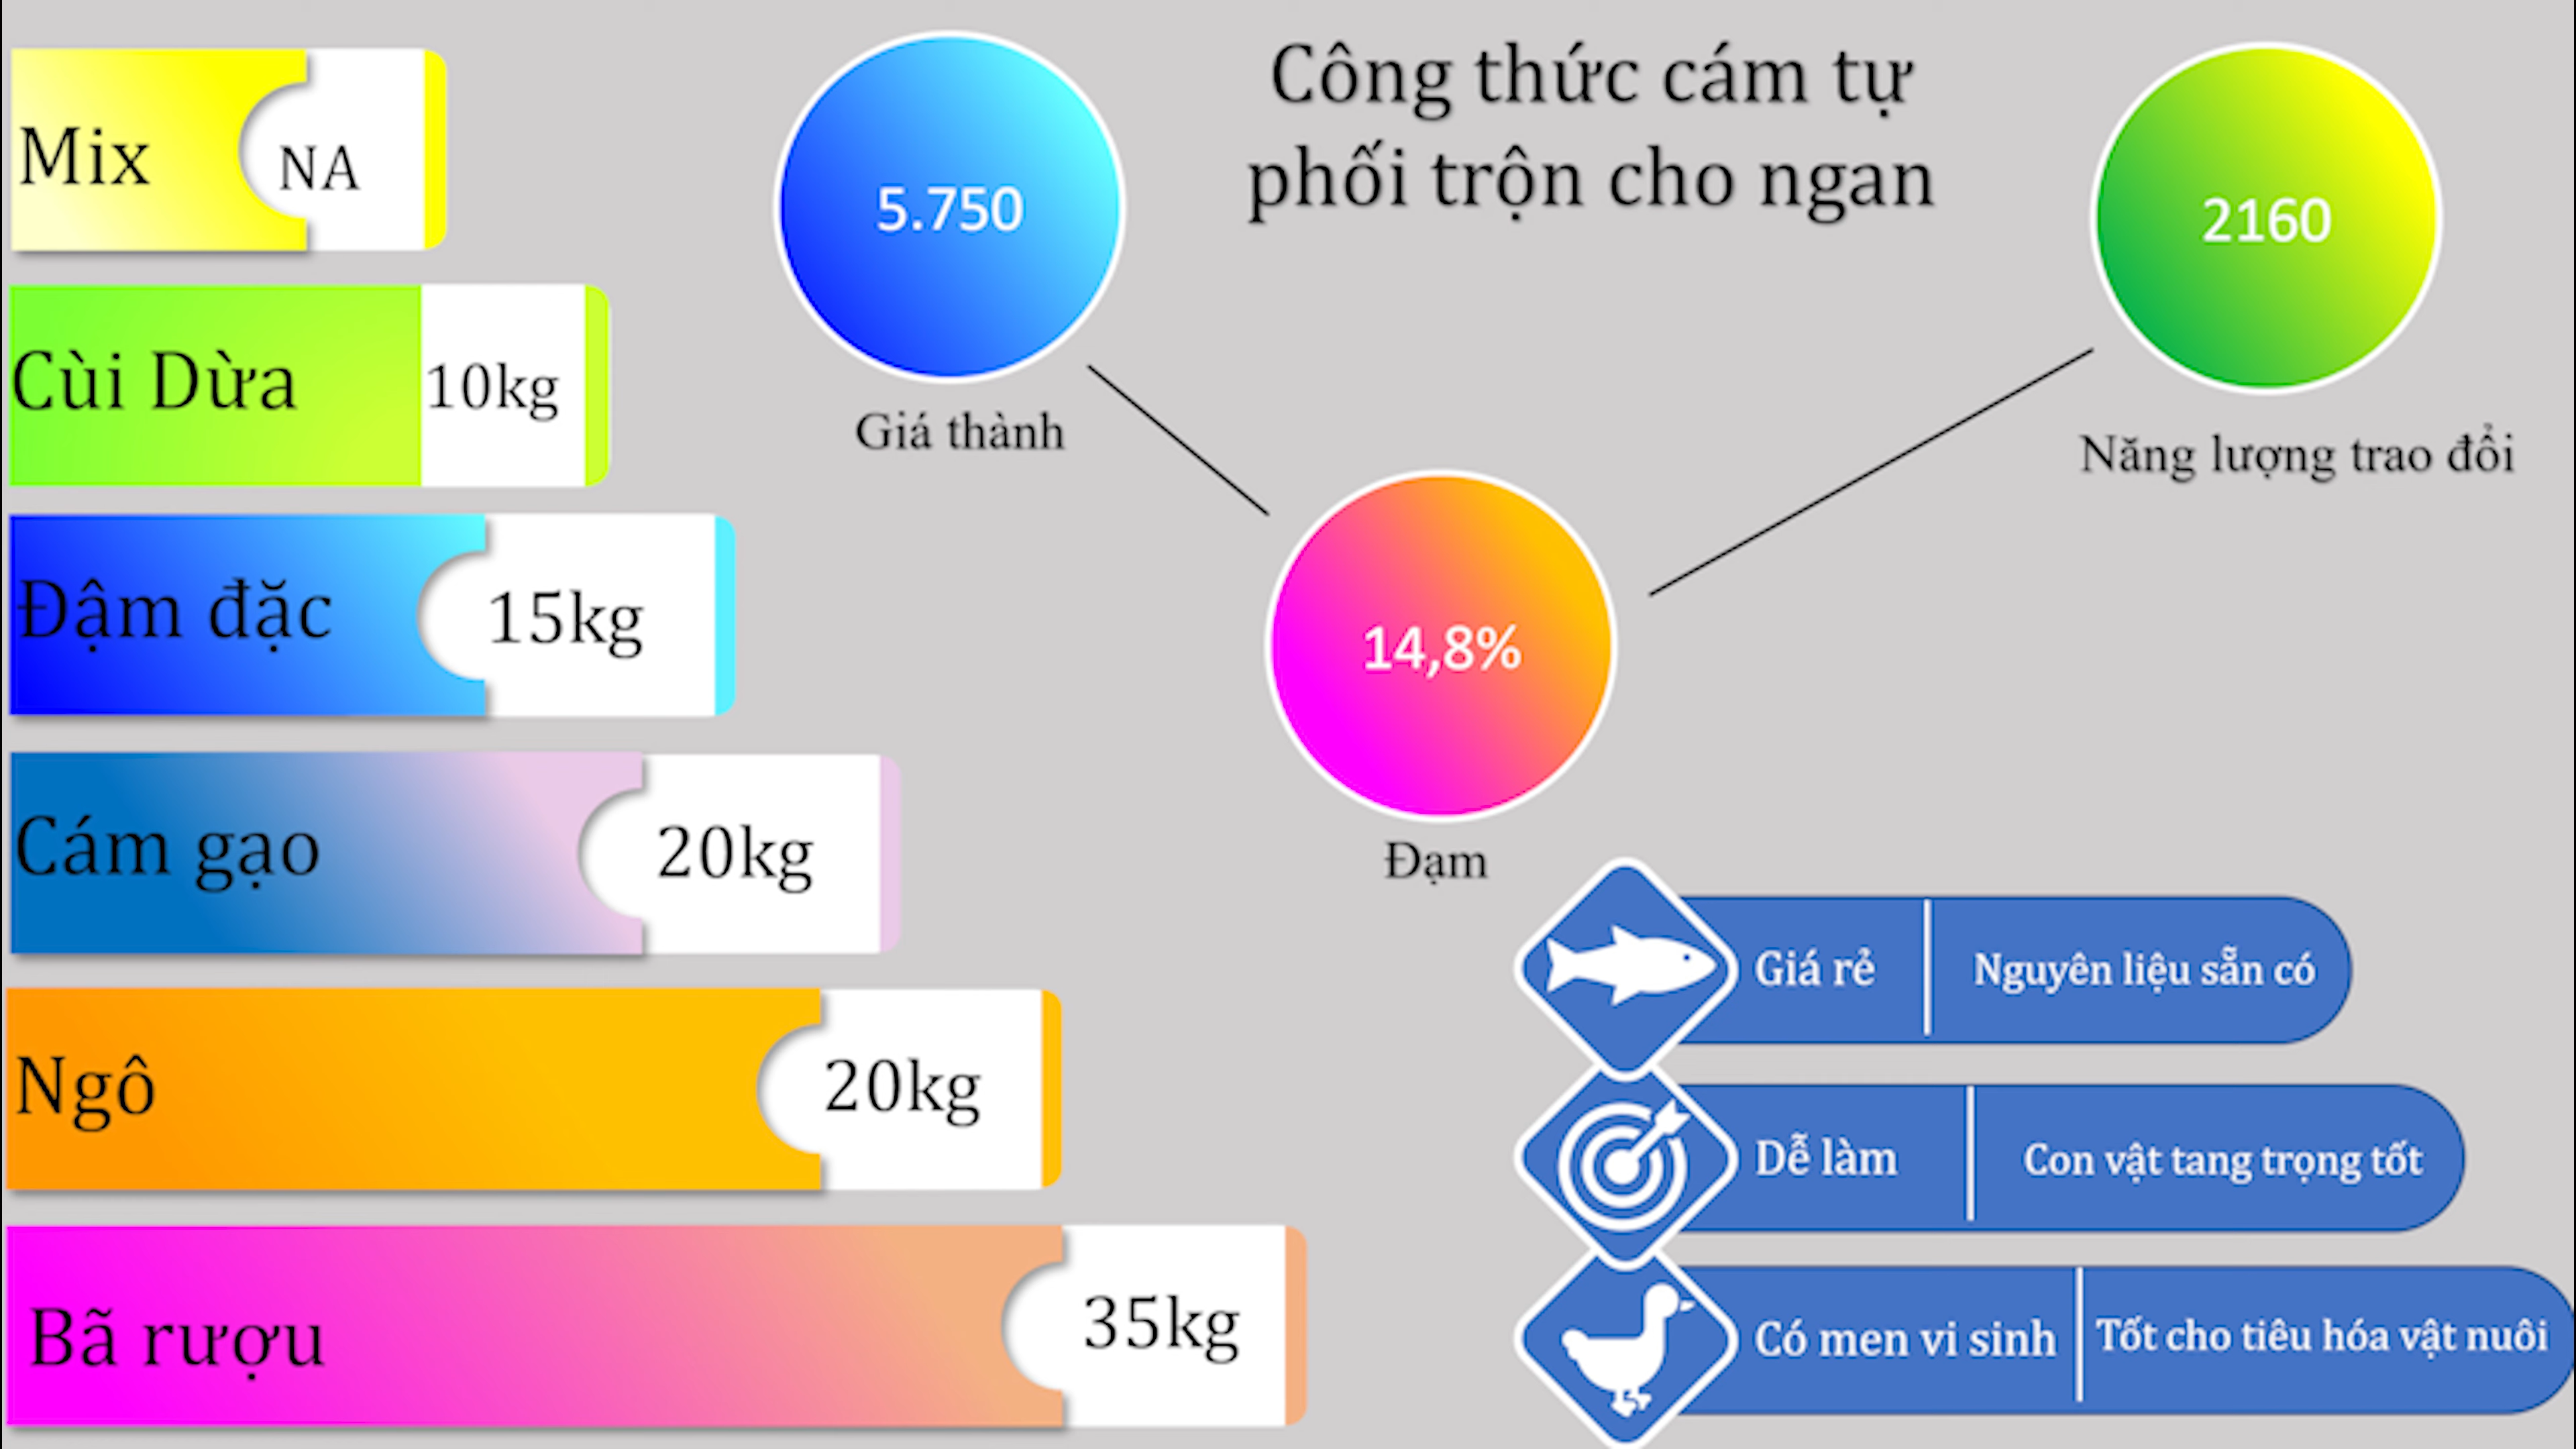 Công thức cám tự
phối trộn cho ngan
Mix
NA
Cùi Dừa
10kg
Đậm đặc
15kg
Cám gạo
20kg
Ngô
20kg
Bã rượu
35kg
5.750
Giá thành
2160
Năng lượng trao đổi
14,8%
Đạm
Giá rẻ
Nguyên liệu sẵn có
Dễ làm
Con vật tang trọng tốt
Có men vi sinh
Tốt cho tiêu hóa vật nuôi